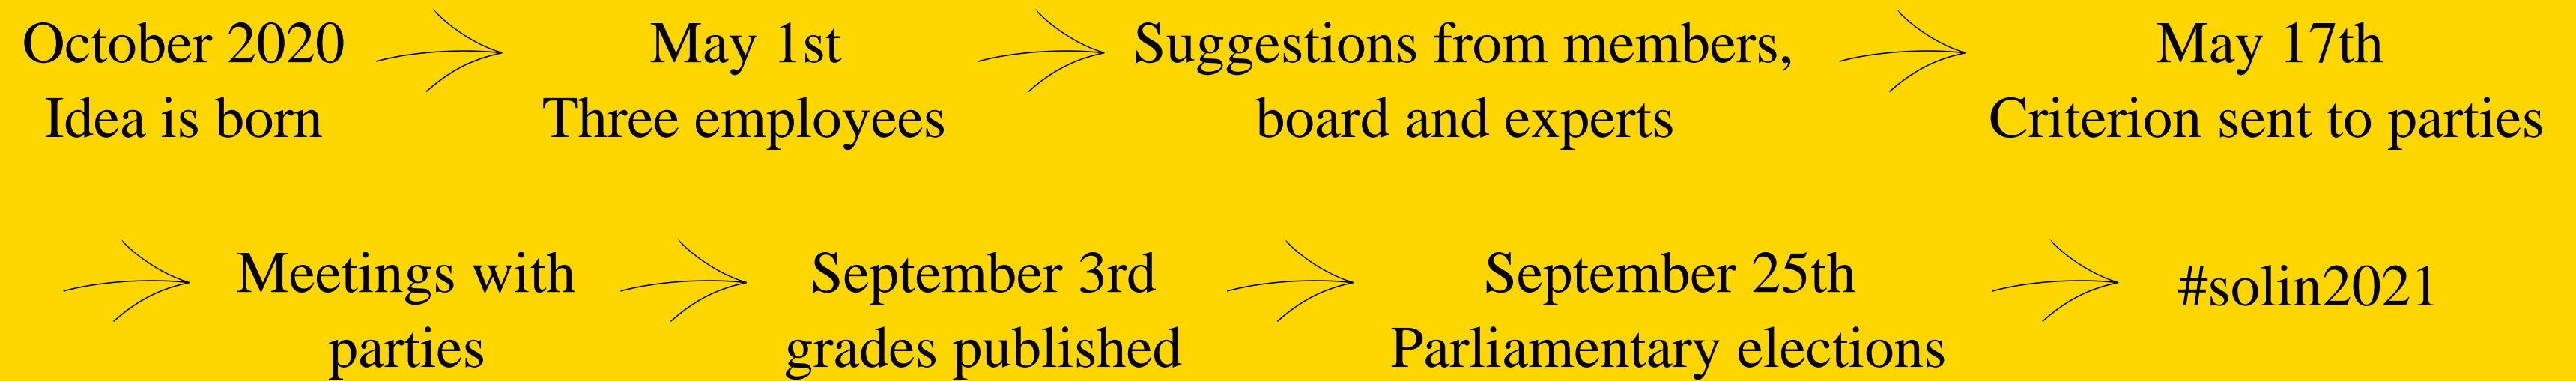 October 2020
Idea is born
May 1st
Three employees
Suggestions from members,
board and experts
May 17th
Criterion sent to parties
Meetings with
parties
September 3rd
grades published
September 25th
Parliamentary elections
#solin2021